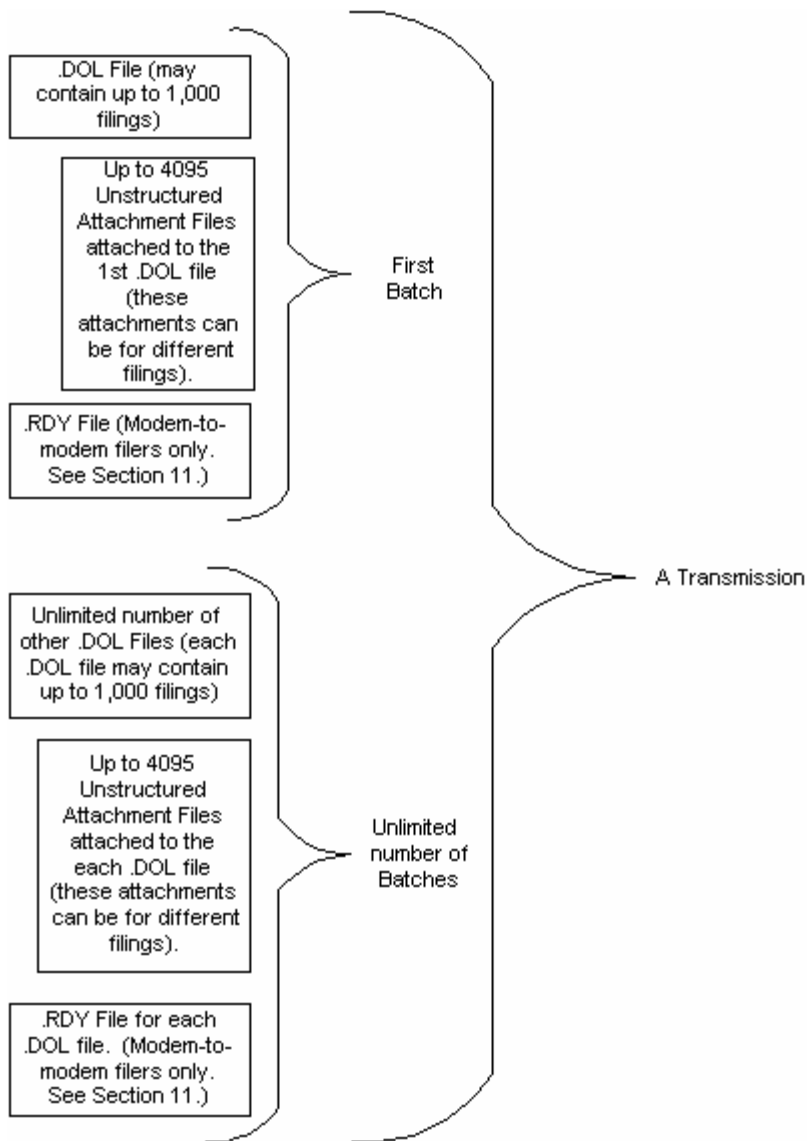 .DOL File (may
contain up to 1,000
filings)
Up to 4095
Unstructured
Attachment Files
attached to the
1st .DOL file
(these
attachments can
be for different
filings).
.RDY File (Modem-to-
modem filers only.
See Section 11.)
First
Batch
Unlimited number of
other .DOL Files (each
.DOL file may contain
up to 1,000 filings)
Up to 4095
Unstructured
Attachment Files
attached to the
each .DOL file
(these attachments
can be for different
filings).
.RDY File for each
.DOL file. (Modem-to-
modem filers only.
See Section 11.)
Unlimited
number of
Batches
A Transmission